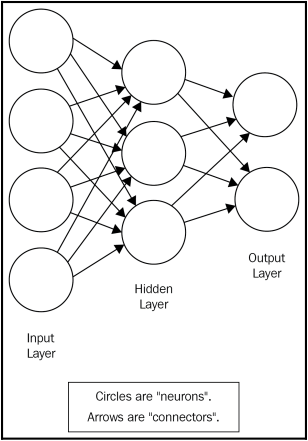 Output
Layer
Hidden
Layer
Input
Layer
Circles are "neurons".
Arrows are "connectors".